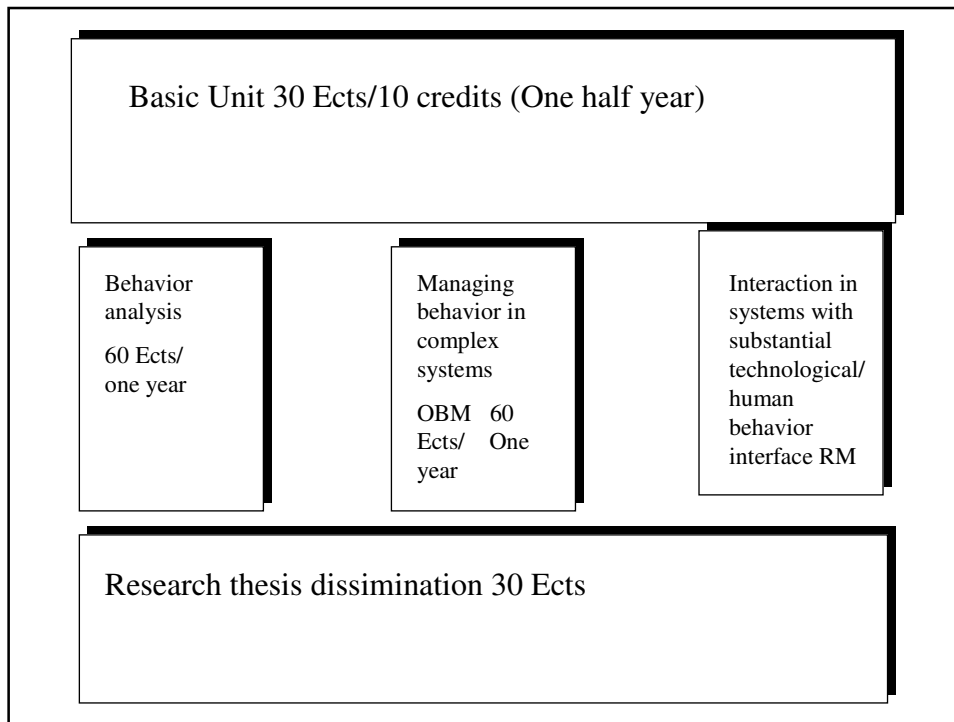 Basic Unit 30 Ects/10 credits (One half year)
Behavior
analysis
60 Ects/
one year
Managing
behavior in
complex
systems
OBM 60
Ects/ One
year
Interaction in
systems with
substantial
technological/
human
behavior
interface RM
Research thesis dissimination 30 Ects